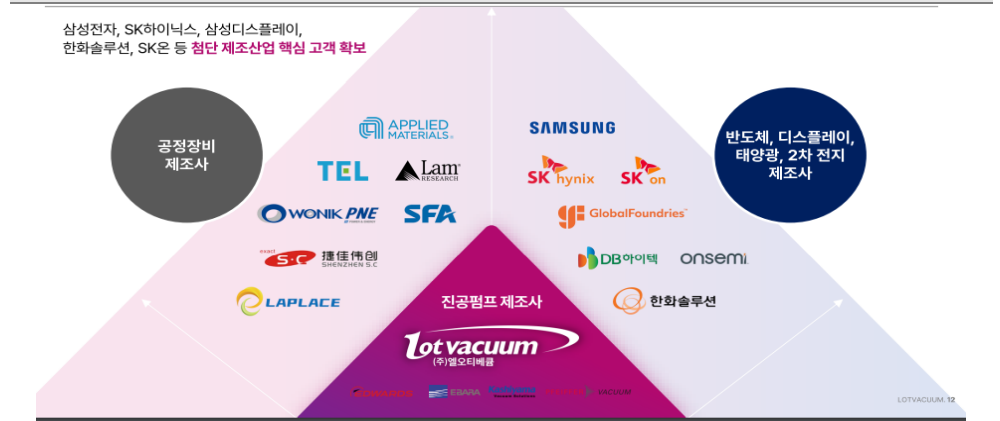 삼성전자, SK하이닉스, 삼성디스플레이,
한화솔루션, SK온 등 첨단 제조산업 핵심 고객 확보
공정장비
제조사
APPLIED
MATERIALS
TEL
Lam
RESEARCH
WONIK PNE
SFA
exact
S·C
捷佳伟创
SHENZHEN S.C
LAPLACE
SAMSUNG
SK hynix
SK on
GlobalFoundries
DB하이텍
onsemi
한화솔루션
반도체, 디스플레이,
태양광, 2차 전지
제조사
진공펌프 제조사
Lot vacuum
(주)엘오티베큠
EDWARDS
EBARA
VACUUM
LOTVACUUM. 12